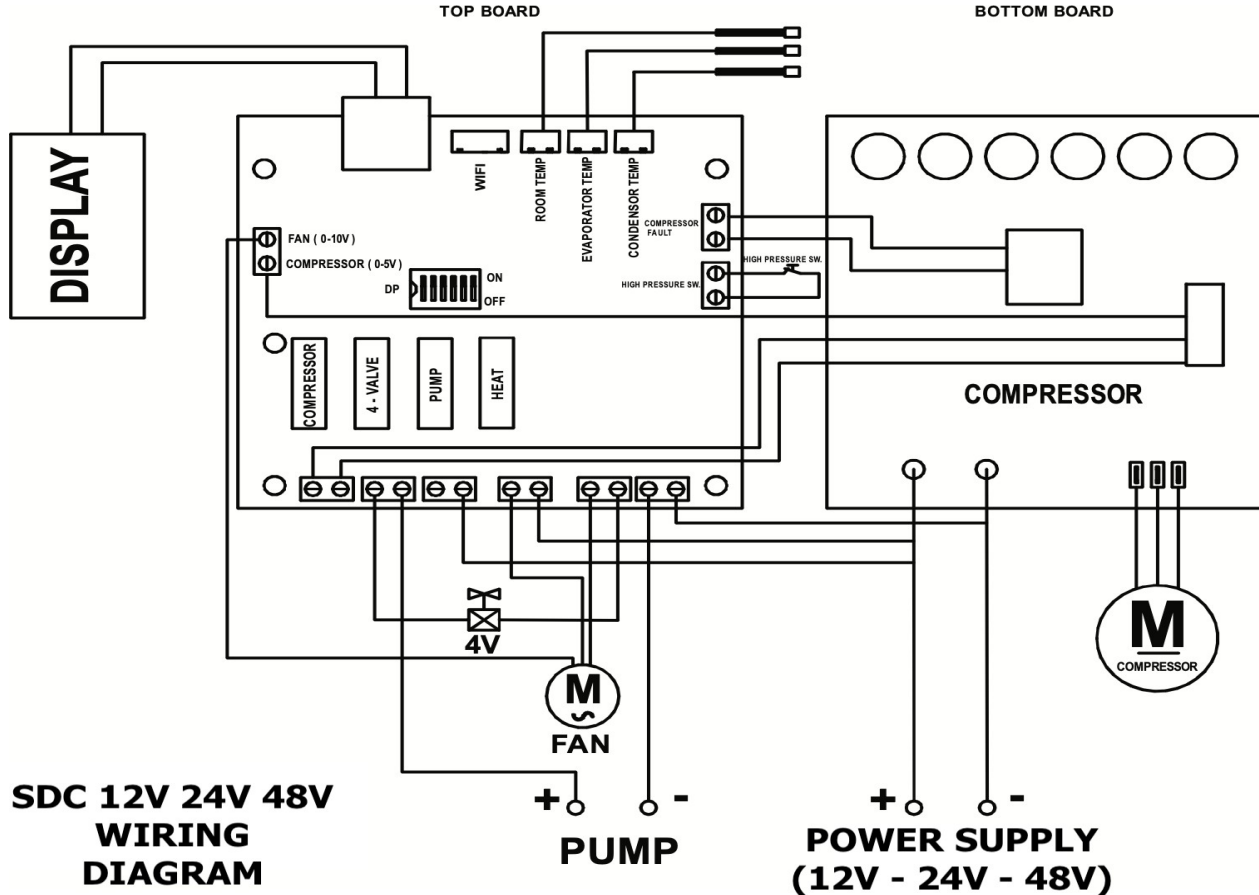 TOP BOARD
BOTTOM BOARD
DISPLAY
WIFI
ROOM TEMP
EVAPORATOR TEMP
CONDENSOR TEMP
COMPRESSOR
FAULT
FAN ( 0-10V )
COMPRESSOR ( 0-5V )
HIGH PRESSURE SW.
HIGH PRESSURE SW.
DP
ON
OFF
COMPRESSOR
4 - VALVE
PUMP
HEAT
COMPRESSOR
4V
M
FAN
M
COMPRESSOR
+ -
PUMP
+ -
POWER SUPPLY
(12V - 24V - 48V)
SDC 12V 24V 48V
WIRING
DIAGRAM